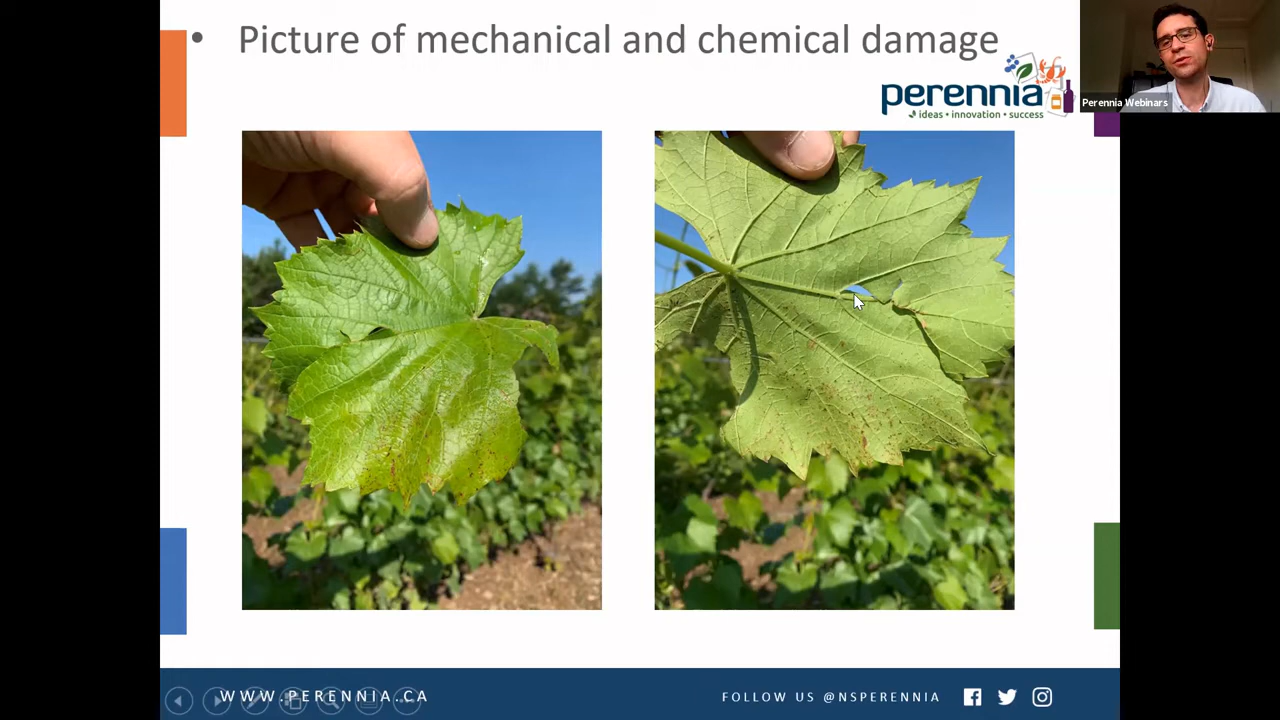 • Picture of mechanical and chemical damage
perennia
ideas • innovation • success
Perennia Webinars
WWW.PERENNIA.CA
FOLLOW US @NSPERENNIA